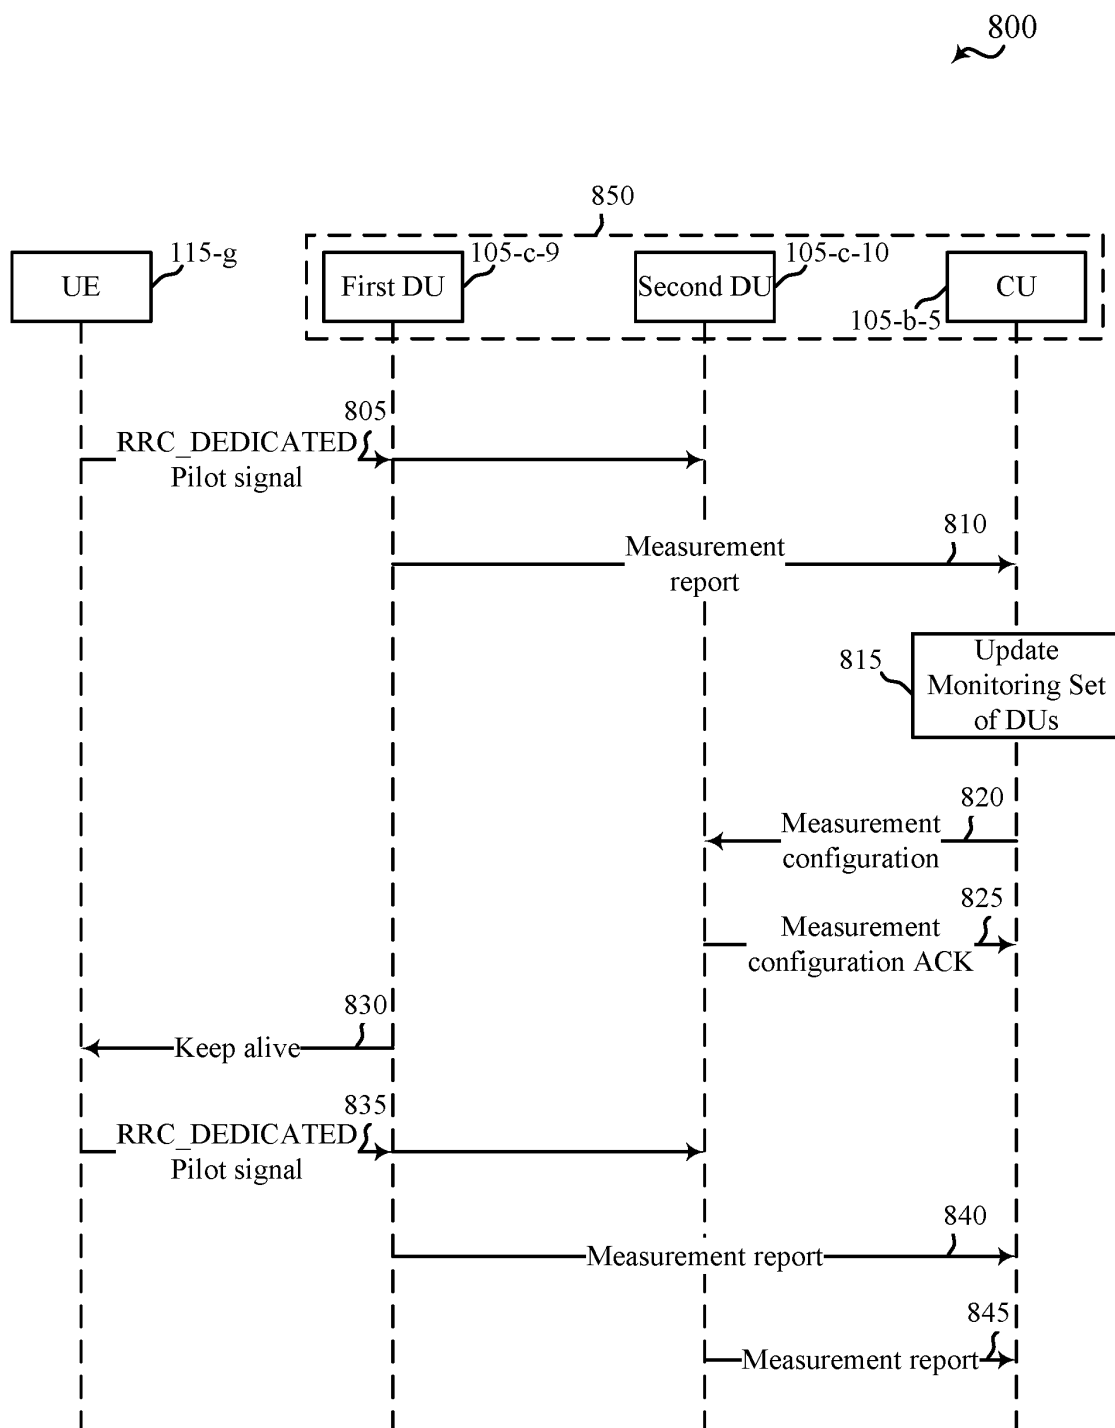 800
850
115-g
105-c-9
105-c-10
UE
First DU
Second DU
CU
105-b-5
805
RRC_DEDICATED
Pilot signal
810
Measurement
report
815
Update
Monitoring Set
of DUs
820
Measurement
configuration
825
Measurement
configuration ACK
830
Keep alive
835
RRC_DEDICATED
Pilot signal
840
Measurement report
845
Measurement report